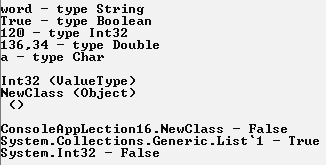 word - type String
True - type Boolean
120 - type Int32
136,34 - type Double
a - type Char
Int32 (ValueType)
NewClass (Object)
()
ConsoleAppLection16.NewClass - False
System.Collections.Generic.List`1 - True
System.Int32 - False